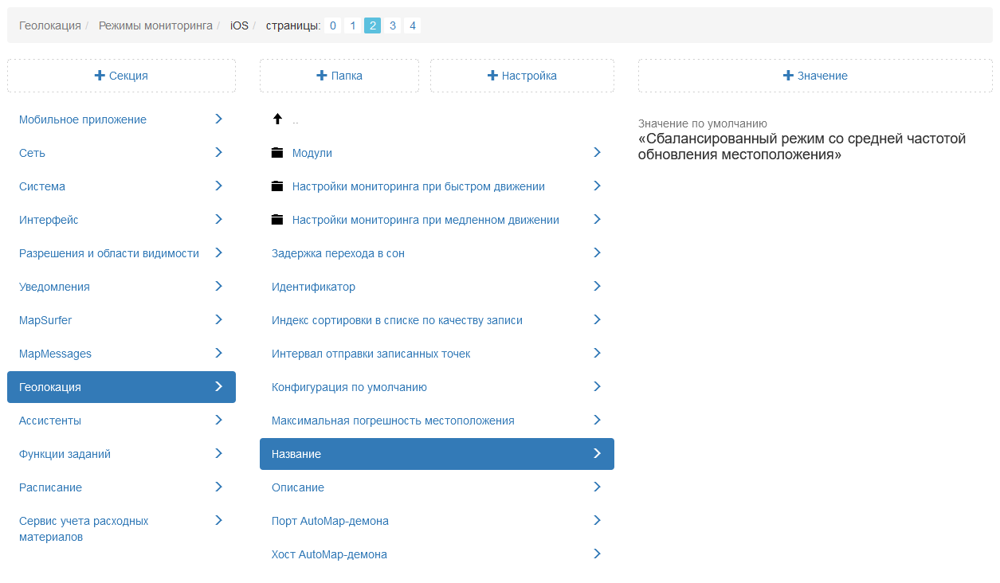 Геолокация / Режимы мониторинга / iOS / страницы: 0 1 2 3 4
Секция
Папка
Настройка
Значение
Мобильное приложение
Сеть
Система
Интерфейс
Разрешения и области видимости
Уведомления
MapSurfer
MapMessages
Геолокация
Ассистенты
Функции заданий
Расписание
Сервис учета расходных
материалов
..
Модули
Настройки мониторинга при быстром движении
Настройки мониторинга при медленном движении
Задержка перехода в сон
Идентификатор
Индекс сортировки в списке по качеству записи
Интервал отправки записанных точек
Конфигурация по умолчанию
Максимальная погрешность местоположения
Название
Описание
Порт AutoMap-демона
Хост AutoMap-демона
Значение по умолчанию
«Сбалансированный режим со средней частотой
обновления местоположения»